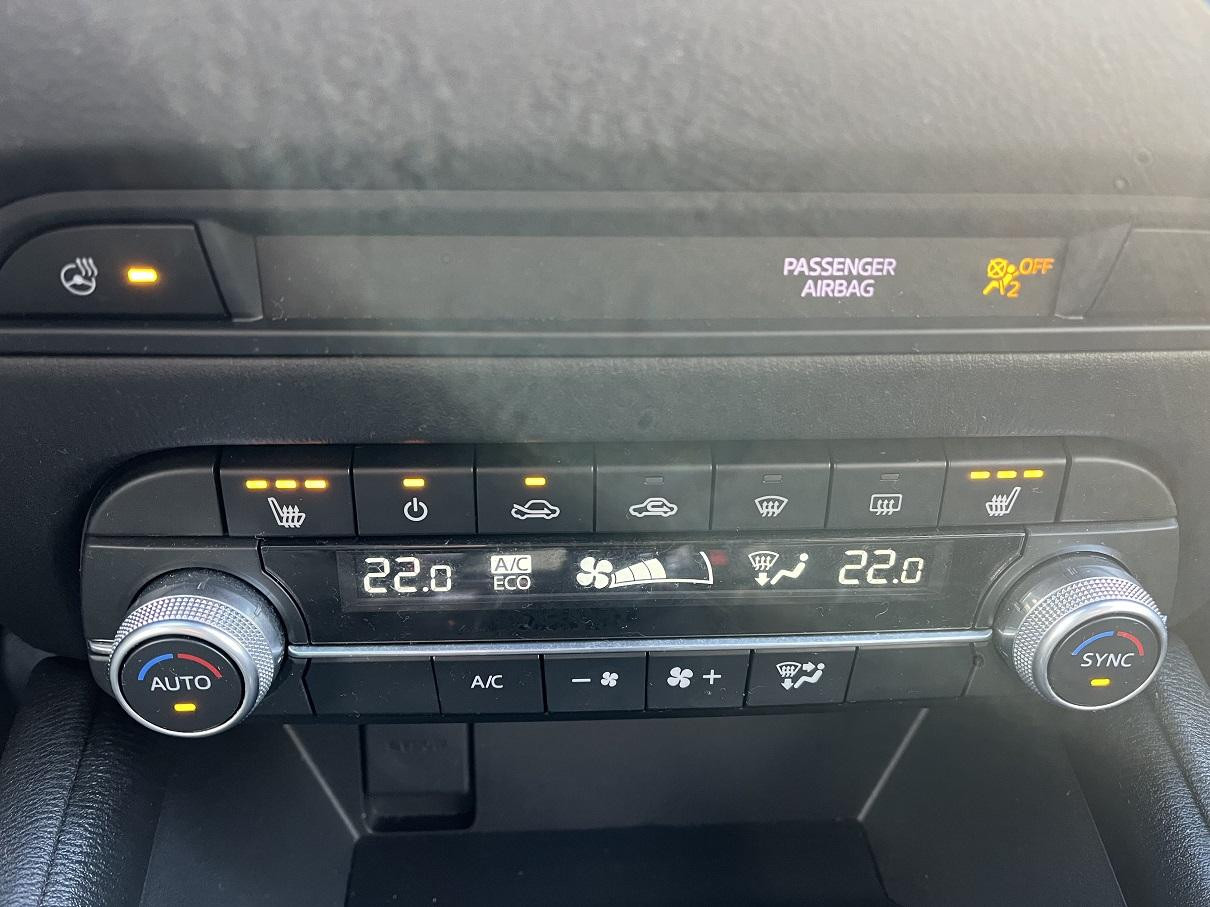 PASSENGER
AIRBAG
OFF
2
22.0
A/C
ECO
22.0
AUTO
A/C
−
+
SYNC